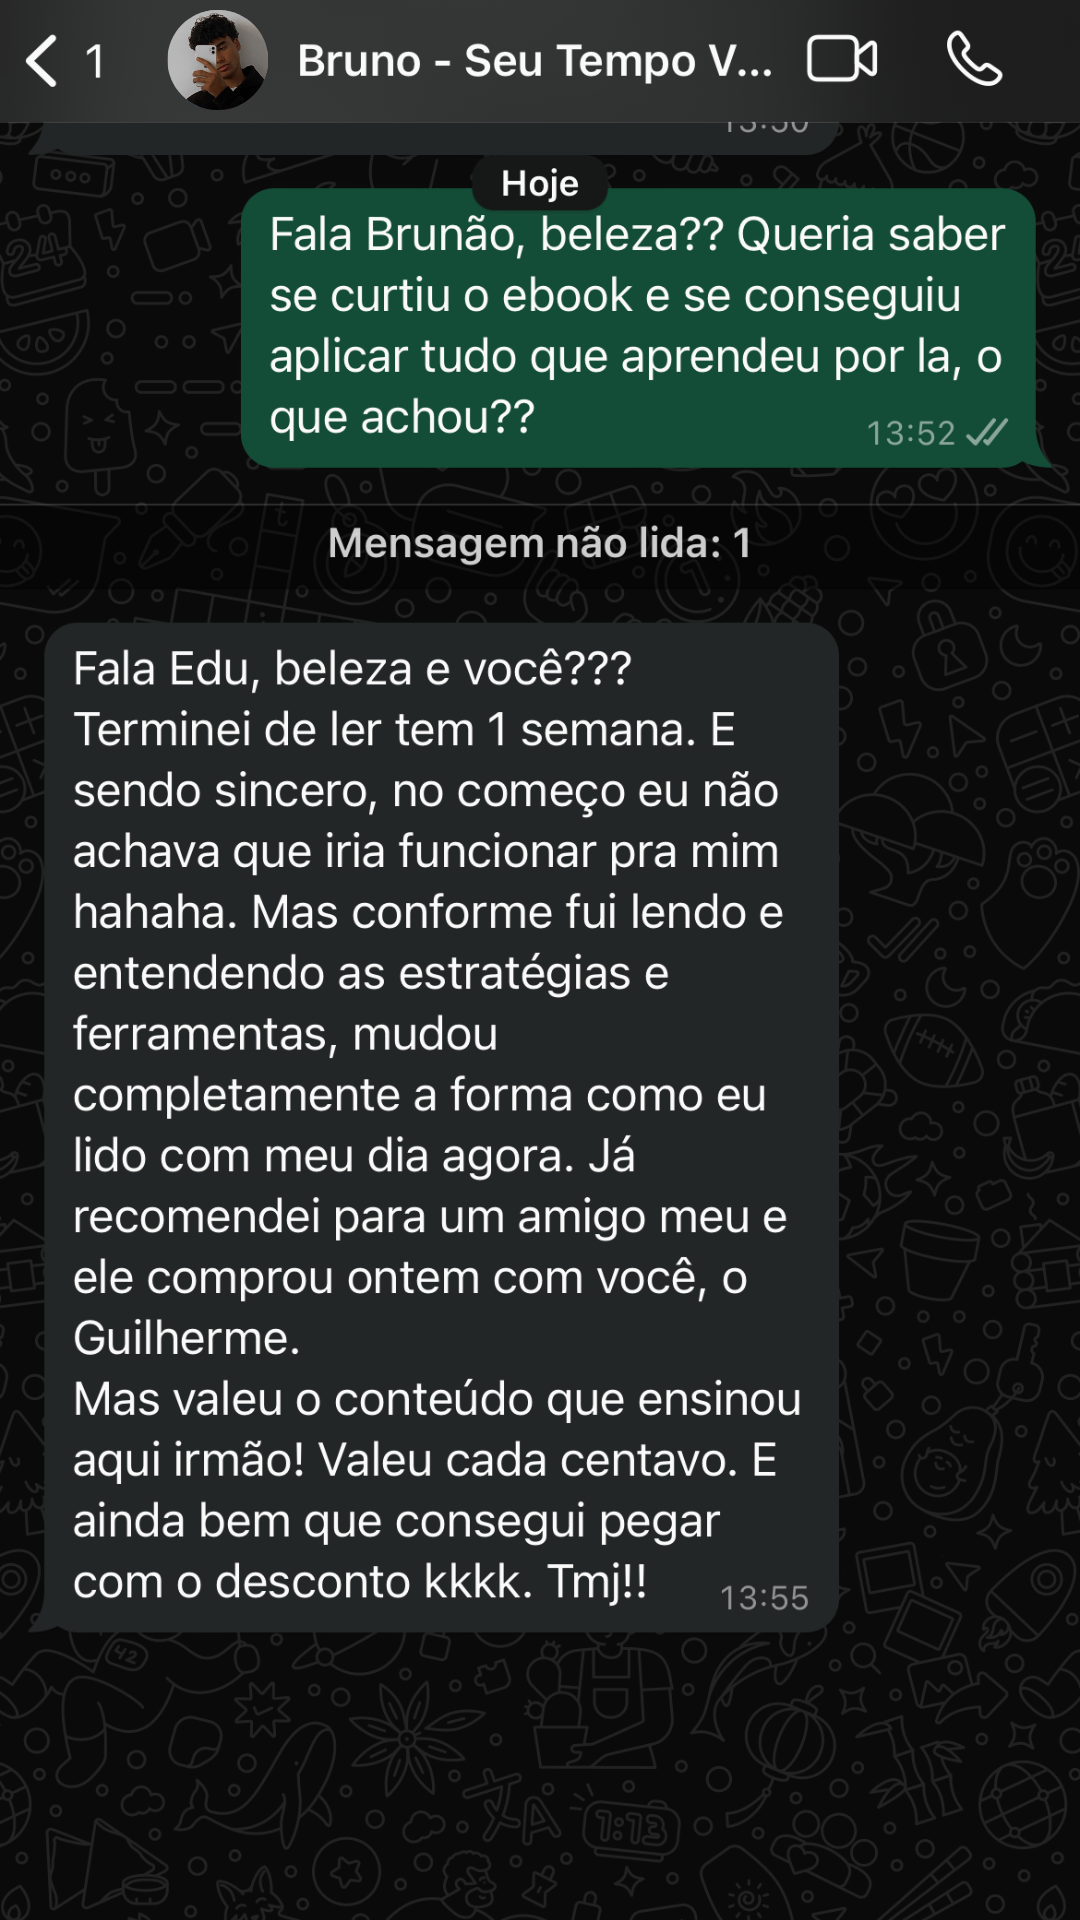 1
Bruno - Seu Tempo V...
13:50
Hoje
Fala Brunão, beleza?? Queria saber
se curtiu o ebook e se conseguiu
aplicar tudo que aprendeu por la, o
que achou??
13:52
Mensagem não lida: 1
Fala Edu, beleza e você???
Terminei de ler tem 1 semana. E
sendo sincero, no começo eu não
achava que iria funcionar pra mim
hahaha. Mas conforme fui lendo e
entendendo as estratégias e
ferramentas, mudou
completamente a forma como eu
lido com meu dia agora. Já
recomendei para um amigo meu e
ele comprou ontem com você, o
Guilherme.
Mas valeu o conteúdo que ensinou
aqui irmão! Valeu cada centavo. E
ainda bem que consegui pegar
com o desconto kkkk. Tmj!!
13:55